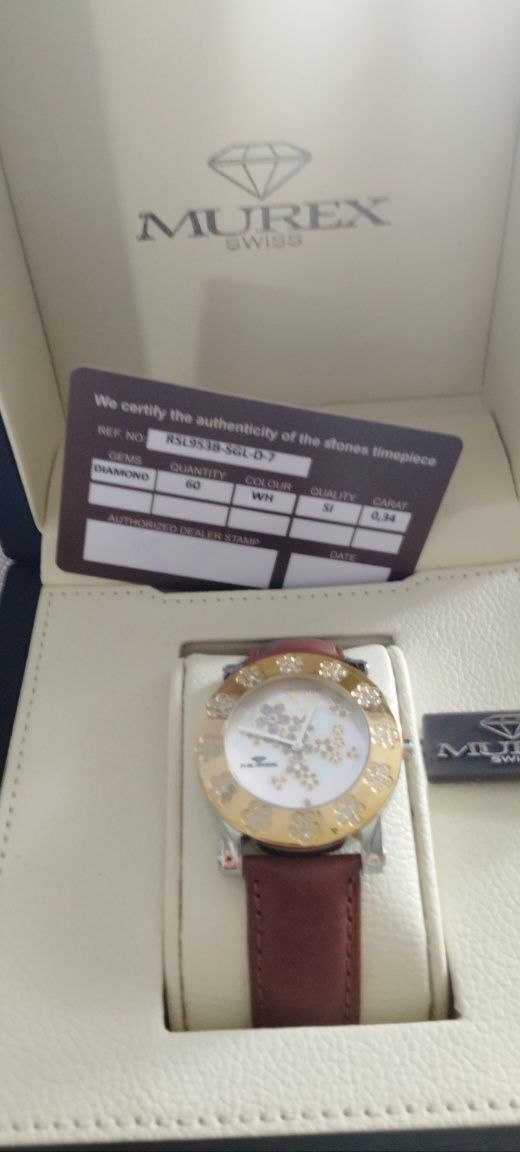 MUREX
SWISS
We certify the authenticity of the stones timepiece
REF. NO: RSL953B-SGL-D-7
GEMS QUANTITY COLOUR QUALITY CARAT
DIAMOND 60 WH SI 0,34
AUTHORIZED DEALER STAMP DATE
MUREX